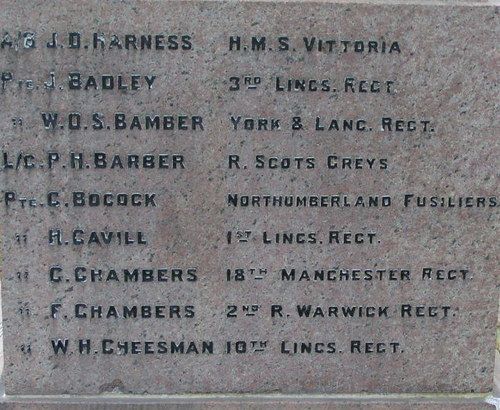 A/B J.D. HARNESS H.M.S. VITTORIA
PTE. J. BADLEY 3RD LINCS. REGT.
" W.O.S. BAMBER YORK & LANC. REGT.
L/C. P.H. BARBER R. SCOTS GREYS
PTE. C. BOCOCK NORTHUMBERLAND FUSILIERS
" H. CAVILL 1ST LINCS. REGT.
" C. CHAMBERS 18TH MANCHESTER REGT.
" F. CHAMBERS 2ND R. WARWICK REGT.
" W.H. CHEESMAN 10TH LINCS. REGT.